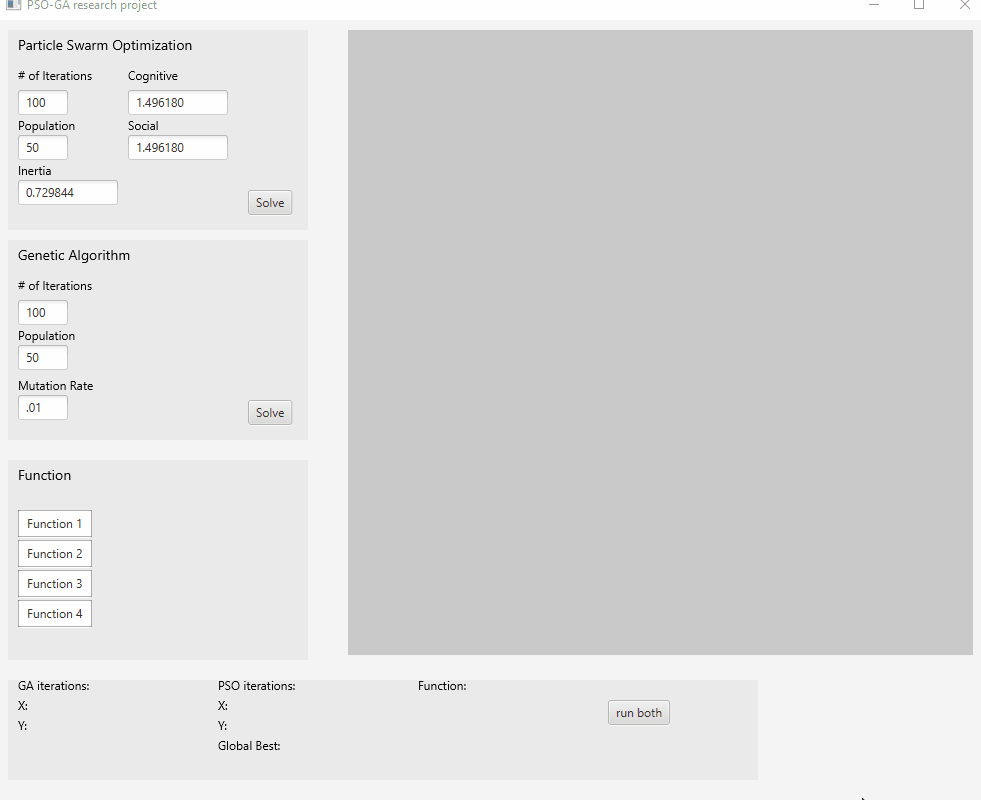 PSO-GA research project
Particle Swarm Optimization
# of Iterations Cognitive
100 1.496180
Population Social
50 1.496180
Inertia
0.729844
Solve
Genetic Algorithm
# of Iterations
100
Population
50
Mutation Rate
.01
Solve
Function
Function 1
Function 2
Function 3
Function 4
GA iterations: PSO iterations: Function:
X: X:
run both
Y: Y:
Global Best: